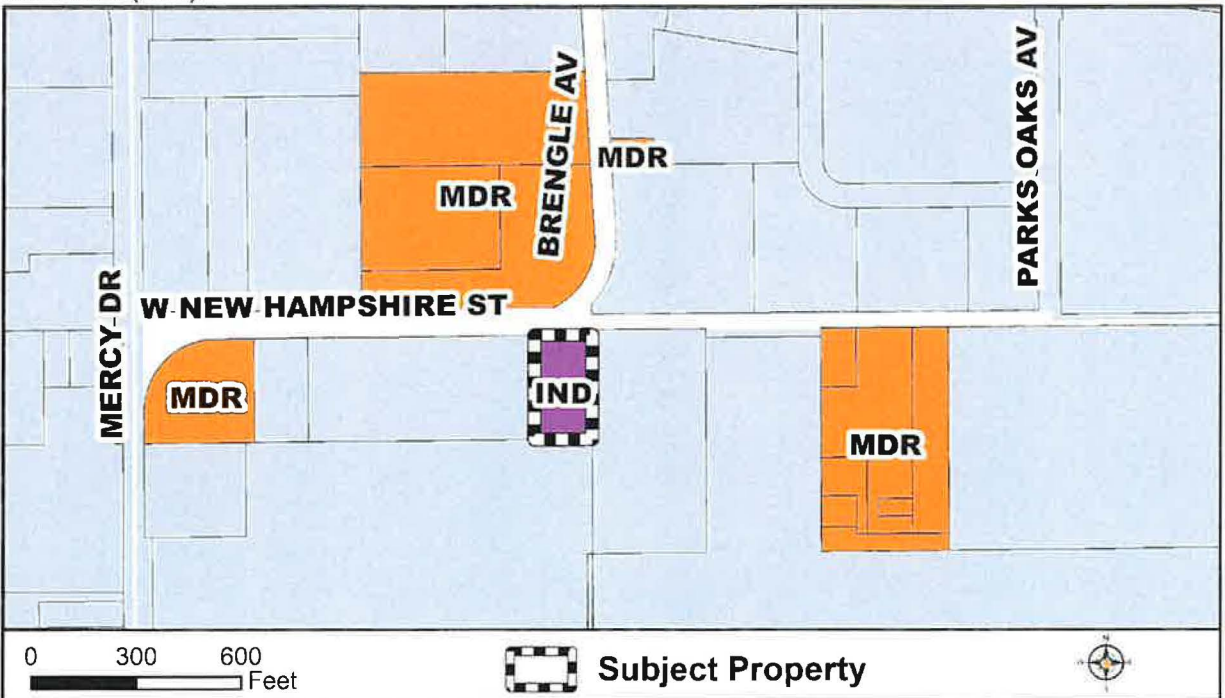 BRENGLE AV
PARKS OAKS AV
MDR
MDR
MERCY DR
W NEW HAMPSHIRE ST
MDR
IND
MDR
0 300 600
Feet
Subject Property